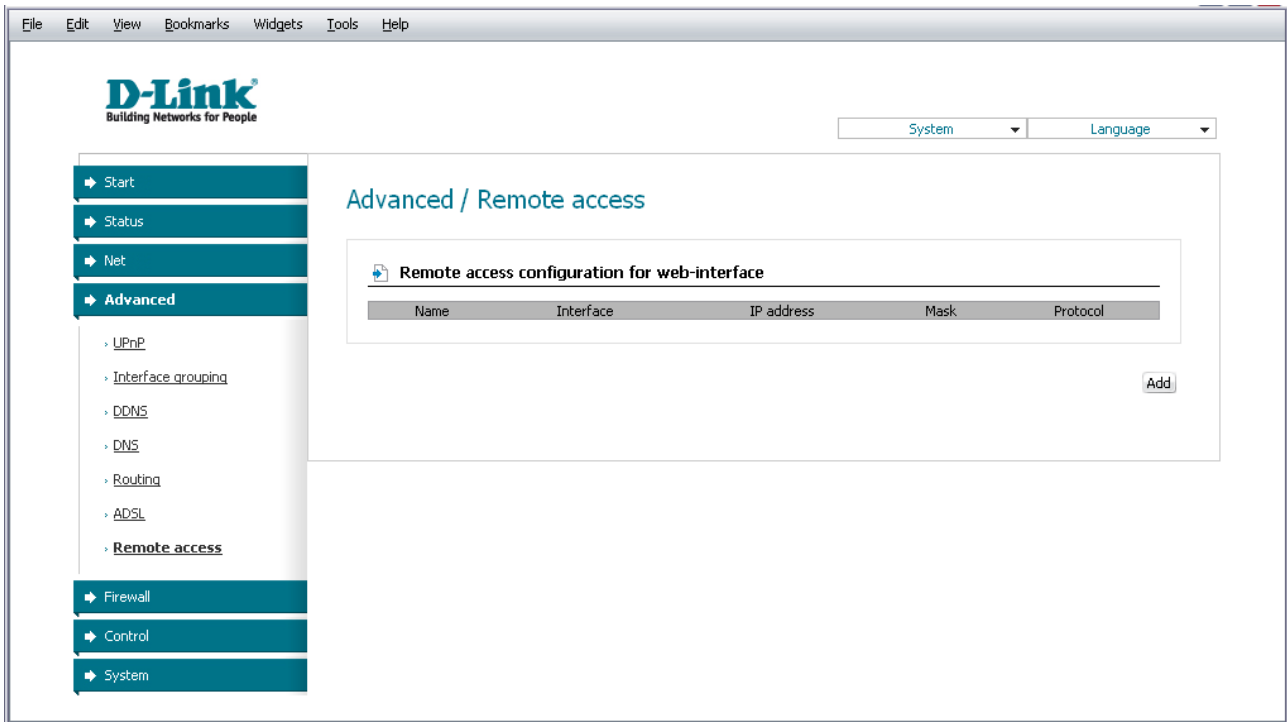 File Edit View Bookmarks Widgets Tools Help
D-Link
Building Networks for People
System Language
Start
Status
Net
Advanced
UPnP
Interface grouping
DDNS
DNS
Routing
ADSL
Remote access
Firewall
Control
System
Advanced / Remote access
Remote access configuration for web-interface
Name Interface IP address Mask Protocol
Add